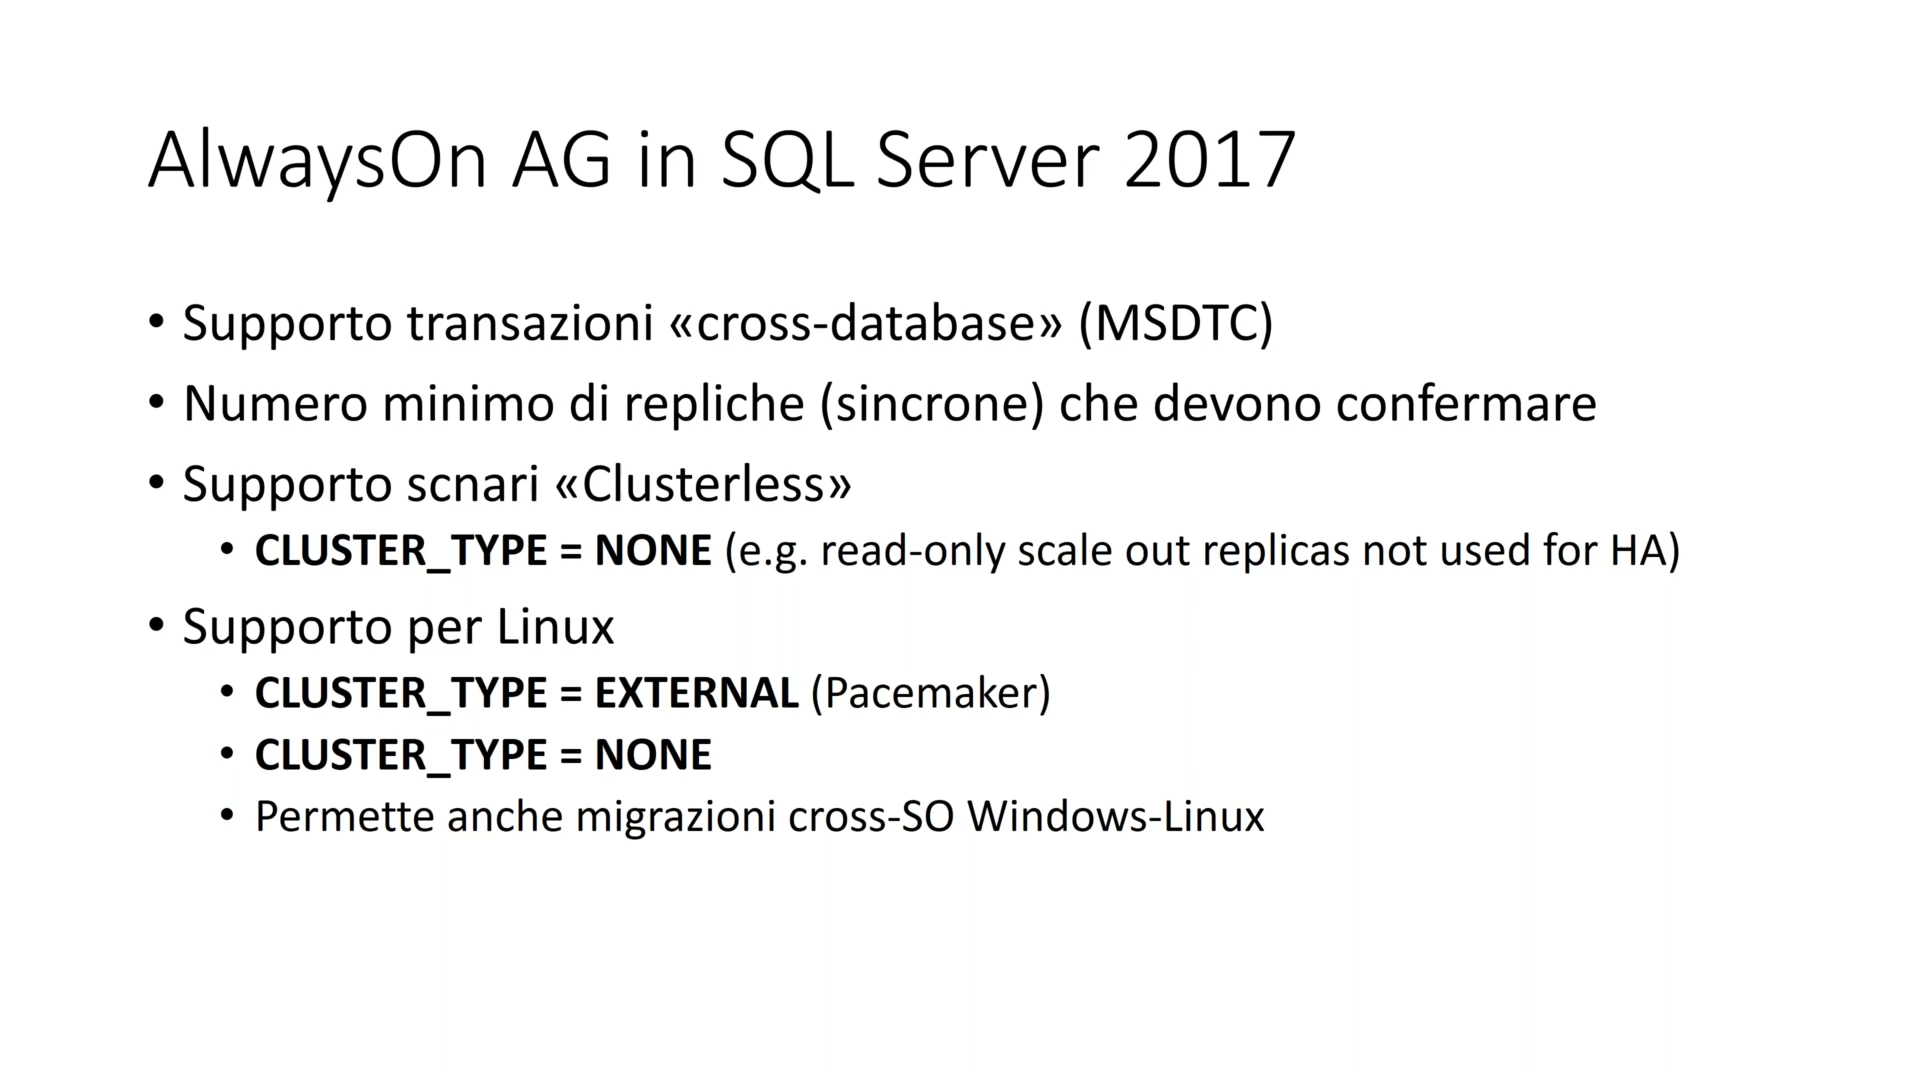 AlwaysOn AG in SQL Server 2017
• Supporto transazioni «cross-database» (MSDTC)
• Numero minimo di repliche (sincrone) che devono confermare
• Supporto scnari «Clusterless»
• CLUSTER_TYPE = NONE (e.g. read-only scale out replicas not used for HA)
• Supporto per Linux
• CLUSTER_TYPE = EXTERNAL (Pacemaker)
• CLUSTER_TYPE = NONE
• Permette anche migrazioni cross-SO Windows-Linux